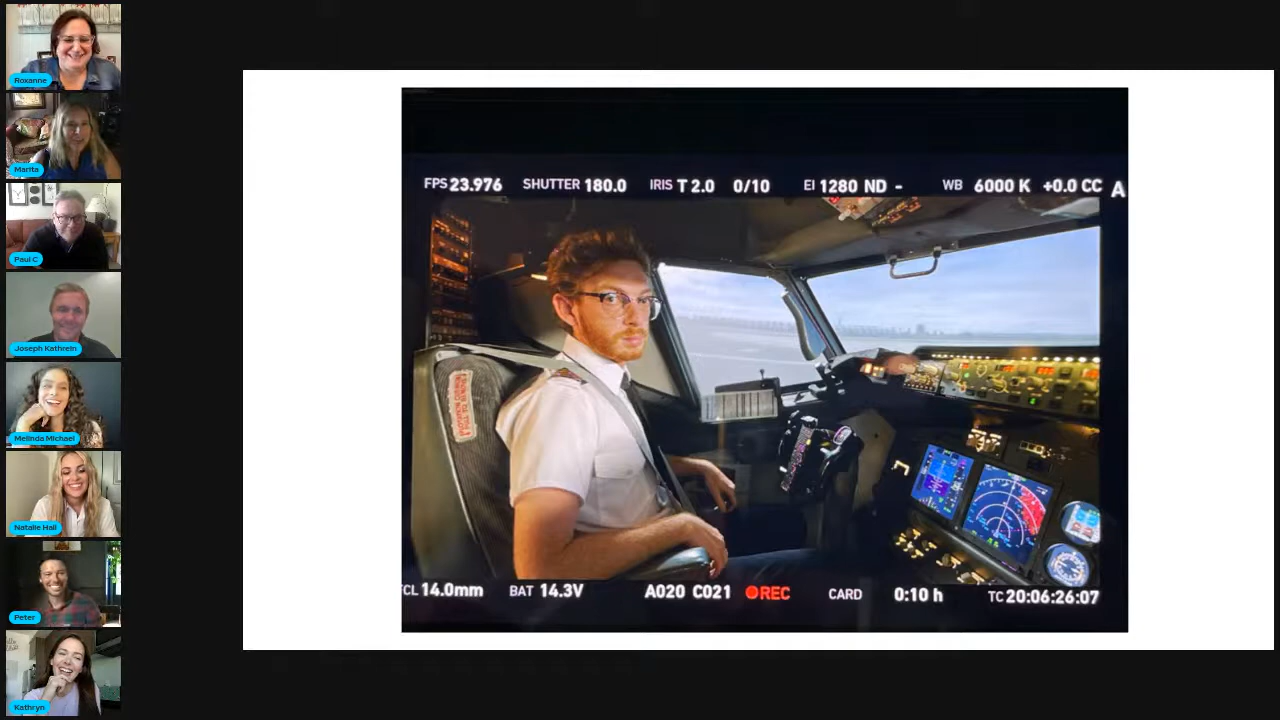 Roxanne
Marita
Paul C
Joseph Kathrein
Melinda Michael
Natalie Hall
Peter
Kathryn
FPS 23.976 SHUTTER 180.0 IRIS T 2.0 0/10 EI 1280 ND - WB 6000 K +0.0 CC A
14.0mm BAT 14.3V A020 C021 REC CARD 0:10 h TC 20:06:26:07